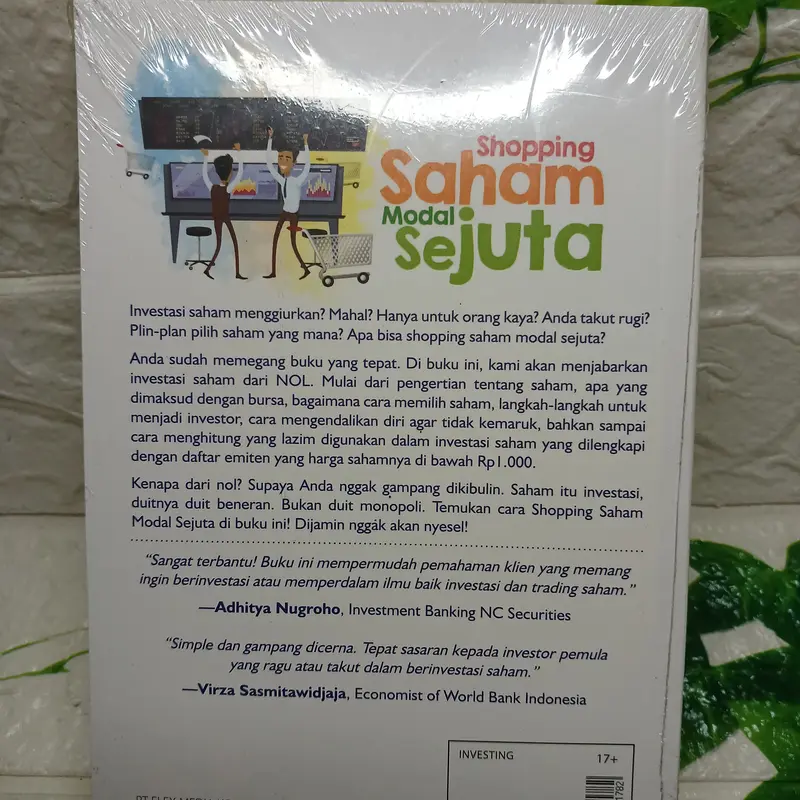 Shopping
Saham
Modal
Sejuta
Investasi saham menggiurkan? Mahal? Hanya untuk orang kaya? Anda takut rugi?
Plin-plan pilih saham yang mana? Apa bisa shopping saham modal sejuta?
Anda sudah memegang buku yang tepat. Di buku ini, kami akan menjabarkan
investasi saham dari NOL. Mulai dari pengertian tentang saham, apa yang
dimaksud dengan bursa, bagaimana cara memilih saham, langkah-langkah untuk
menjadi investor, cara mengendalikan diri agar tidak kemaruk, bahkan sampai
cara menghitung yang lazim digunakan dalam investasi saham yang dilengkapi
dengan daftar emiten yang harga sahamnya di bawah Rp1.000.
Kenapa dari nol? Supaya Anda nggak gampang dikibulin. Saham itu investasi,
duitnya duit beneran. Bukan duit monopoli. Temukan cara Shopping Saham
Modal Sejuta di buku ini! Dijamin nggak akan nyesel!
“Sangat terbantu! Buku ini mempermudah pemahaman klien yang memang
ingin berinvestasi atau memperdalam ilmu baik investasi dan trading saham.”
—Adhitya Nugroho, Investment Banking NC Securities
“Simple dan gampang dicerna. Tepat sasaran kepada investor pemula
yang ragu atau takut dalam berinvestasi saham.”
—Virza Sasmitawidjaja, Economist of World Bank Indonesia
INVESTING 17+
1782